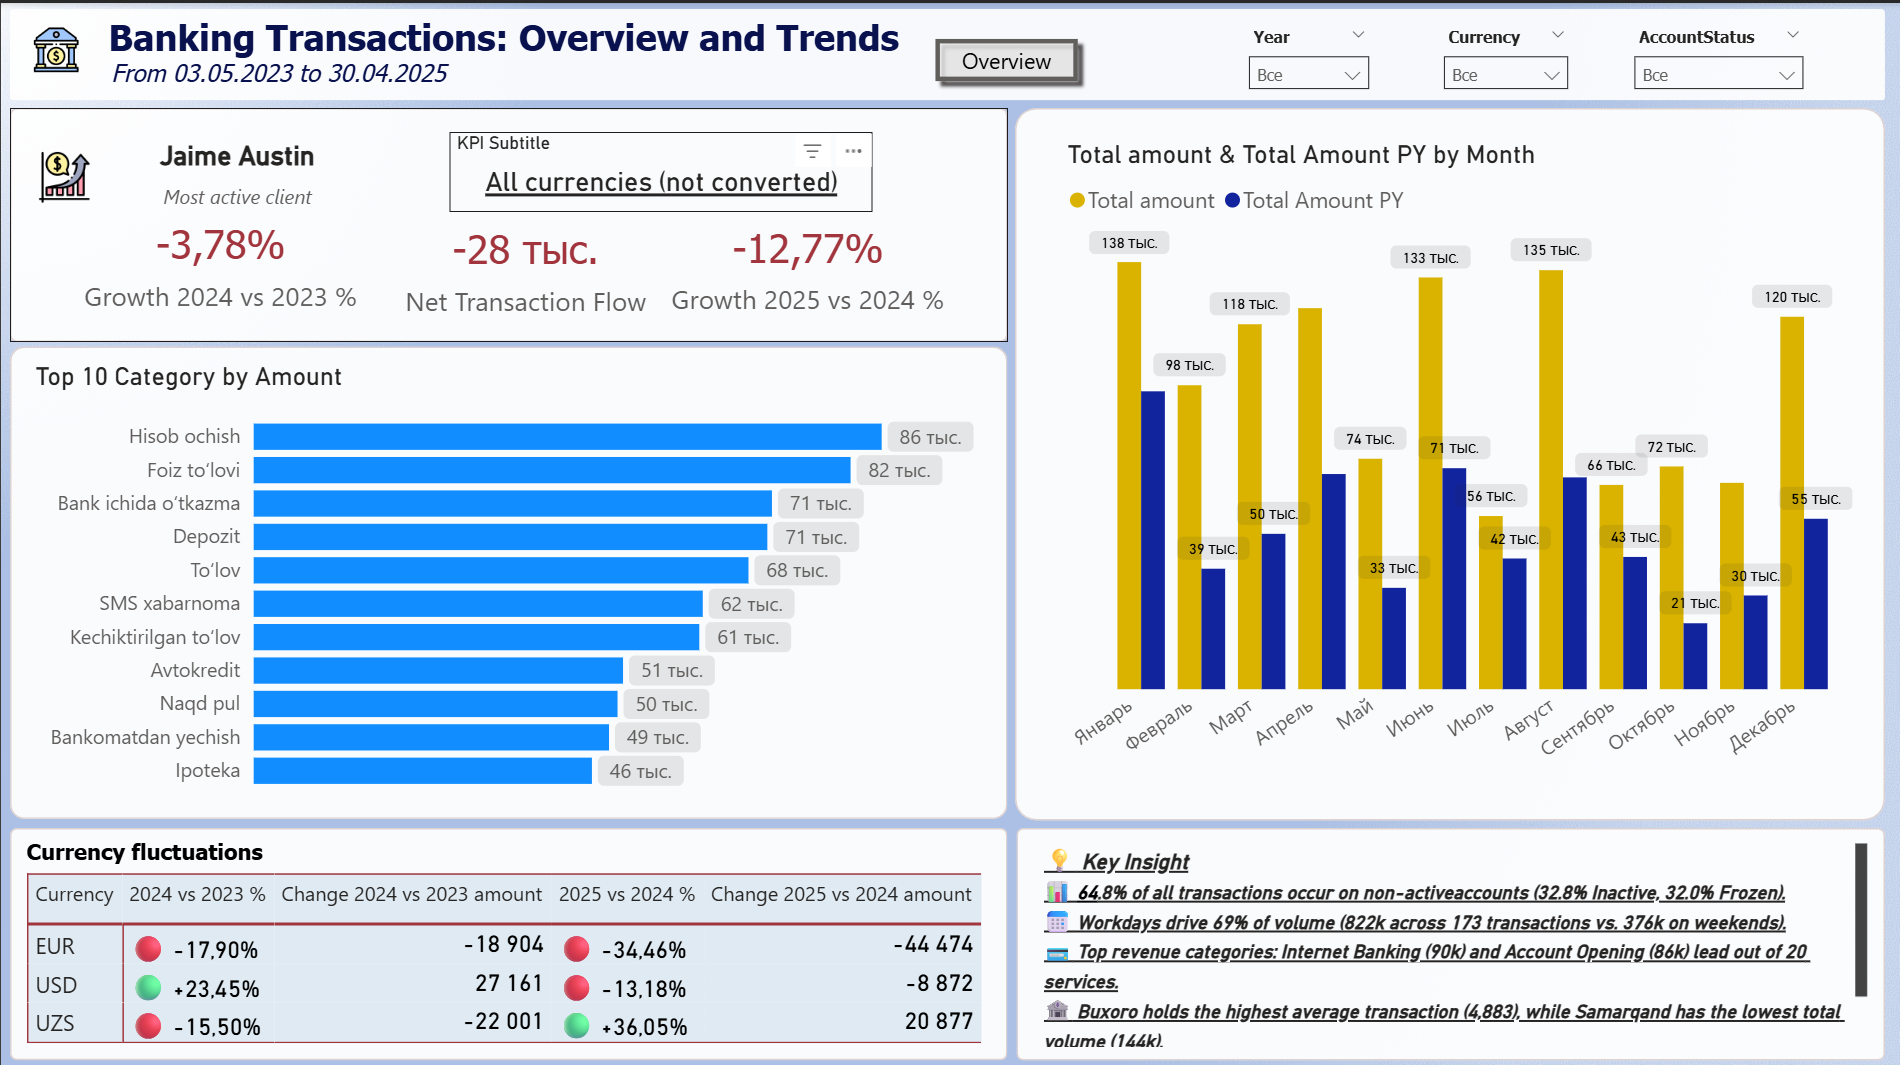 Banking Transactions: Overview and Trends
From 03.05.2023 to 30.04.2025
Overview
Year
Все
Currency
Все
AccountStatus
Все
Jaime Austin
Most active client
KPI Subtitle
All currencies (not converted)
-3,78%
Growth 2024 vs 2023 %
-28 тыс.
Net Transaction Flow
-12,77%
Growth 2025 vs 2024 %
Total amount & Total Amount PY by Month
Total amount Total Amount PY
138 тыс.
98 тыс.
39 тыс.
118 тыс.
50 тыс.
74 тыс.
33 тыс.
133 тыс.
71 тыс.
56 тыс.
42 тыс.
135 тыс.
66 тыс.
43 тыс.
72 тыс.
21 тыс.
30 тыс.
120 тыс.
55 тыс.
Январь
Февраль
Март
Апрель
Май
Июнь
Июль
Август
Сентябрь
Октябрь
Ноябрь
Декабрь
Top 10 Category by Amount
Hisob ochish 86 тыс.
Foiz to‘lovi 82 тыс.
Bank ichida o‘tkazma 71 тыс.
Depozit 71 тыс.
To‘lov 68 тыс.
SMS xabarnoma 62 тыс.
Kechiktirilgan to‘lov 61 тыс.
Avtokredit 51 тыс.
Naqd pul 50 тыс.
Bankomatdan yechish 49 тыс.
Ipoteka 46 тыс.
Currency fluctuations
Currency 2024 vs 2023 % Change 2024 vs 2023 amount 2025 vs 2024 % Change 2025 vs 2024 amount
EUR -17,90% -18 904 -34,46% -44 474
USD +23,45% 27 161 -13,18% -8 872
UZS -15,50% -22 001 +36,05% 20 877
Key Insight
64.8% of all transactions occur on non-activeaccounts (32.8% Inactive, 32.0% Frozen).
Workdays drive 69% of volume (822k across 173 transactions vs. 376k on weekends).
Top revenue categories: Internet Banking (90k) and Account Opening (86k) lead out of 20
services.
Buxoro holds the highest average transaction (4,883), while Samarqand has the lowest total
volume (144k).